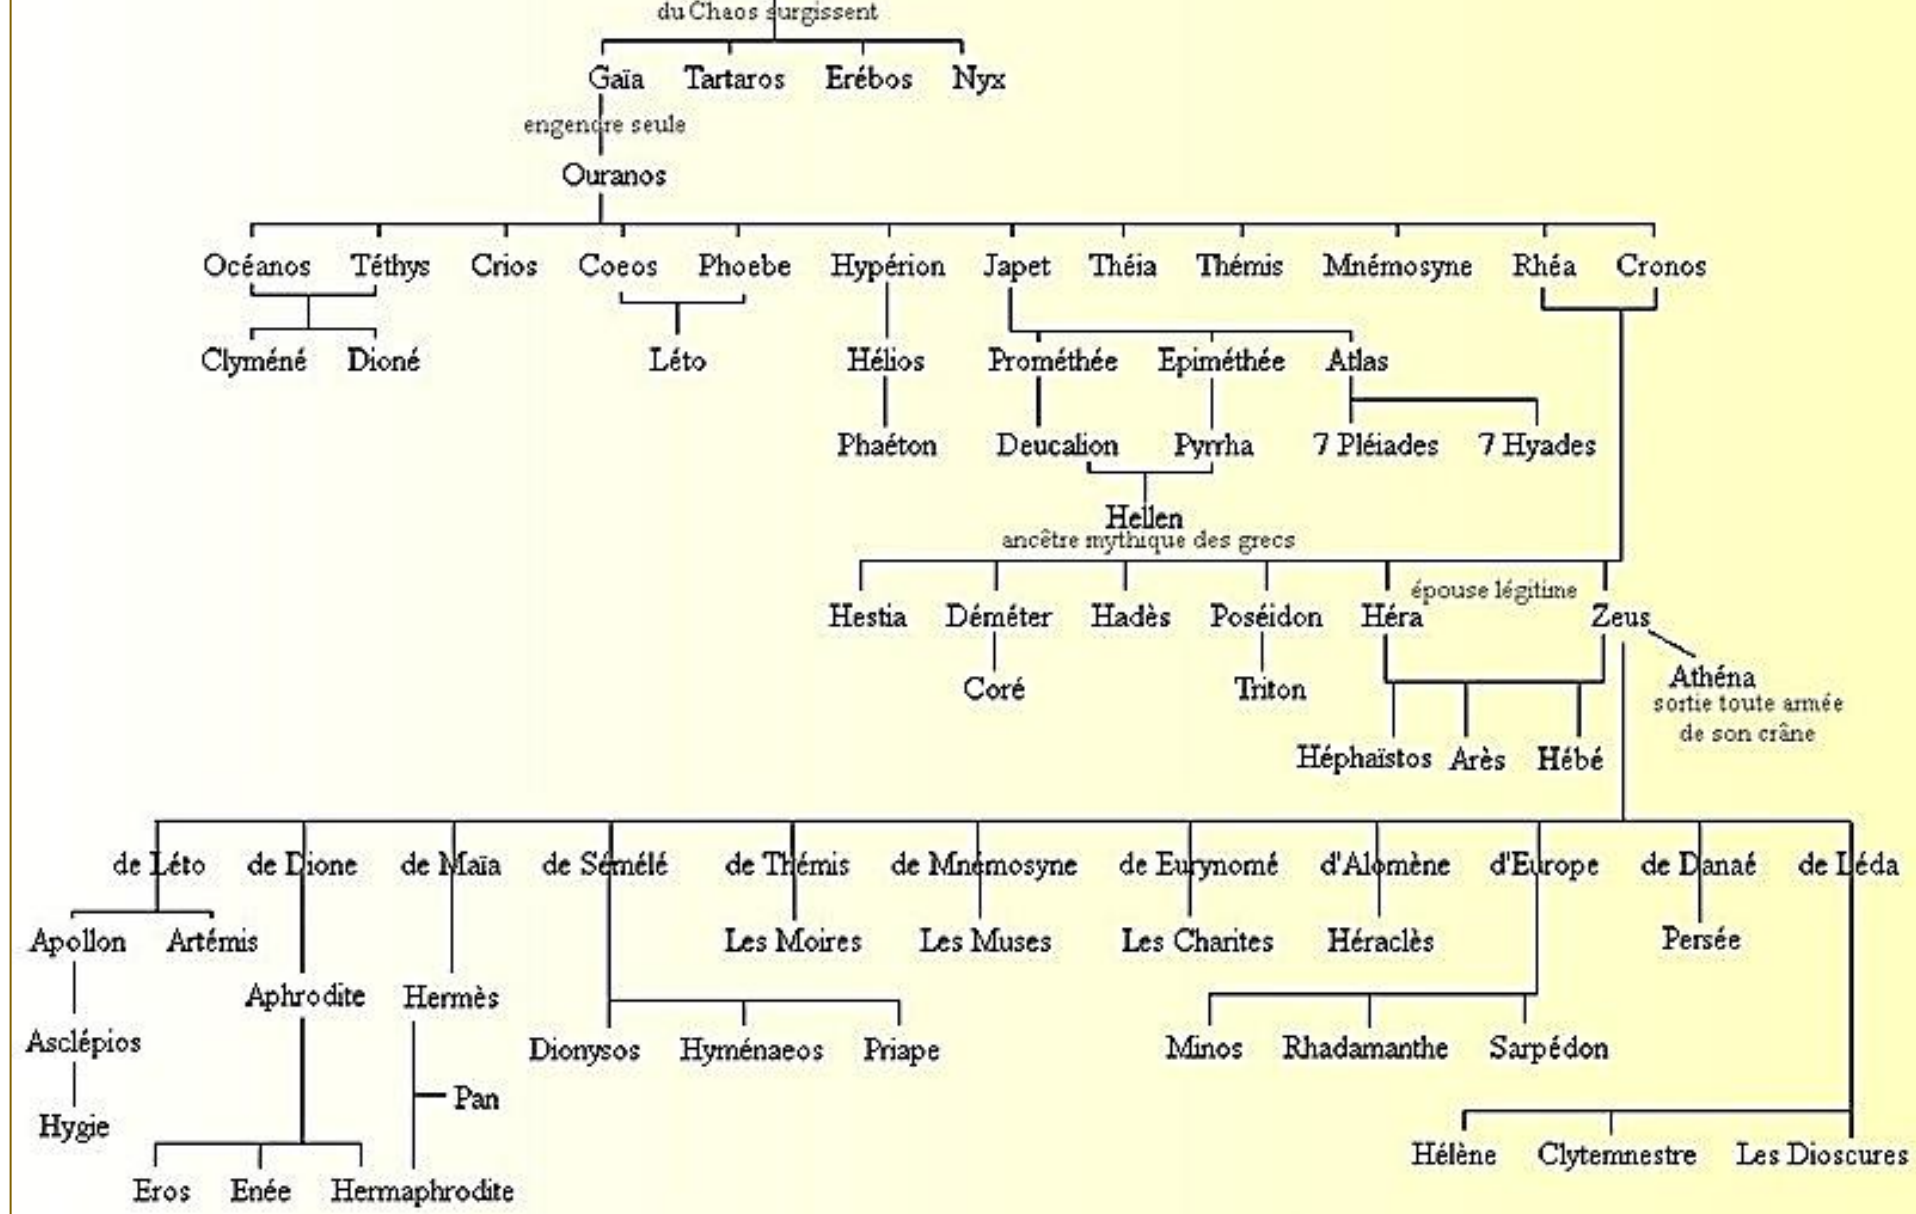 du Chaos surgissent
Gaïa Tartaros Erébos Nyx
engendre seule
Ouranos
Océanos Téthys Crios Coeos Phoebe Hypérion Japet Théia Thémis Mnémosyne Rhéa Cronos
Clyméné Dioné Léto Hélios Prométhée Epiméthée Atlas
Phaéton Deucalion Pyrrha 7 Pléiades 7 Hyades
Hellen
ancêtre mythique des grecs
épouse légitime
Hestia Déméter Hadès Poséidon Héra Zeus
Athéna
Coré Triton
sortie toute armée
de son crâne
Héphaïstos Arès Hébé
de Léto de Dione de Maïa de Sémélé de Thémis de Mnémosyne de Eurynomé d'Alomène d'Europe de Danaé de Léda
Apollon Artémis Les Moires Les Muses Les Charites Héraclès Persée
Aphrodite Hermès
Asclépios Dionysos Hyménaeos Priape Minos Rhadamanthe Sarpédon
Pan
Hygie
Hélène Clytemnestre Les Dioscures
Eros Enée Hermaphrodite